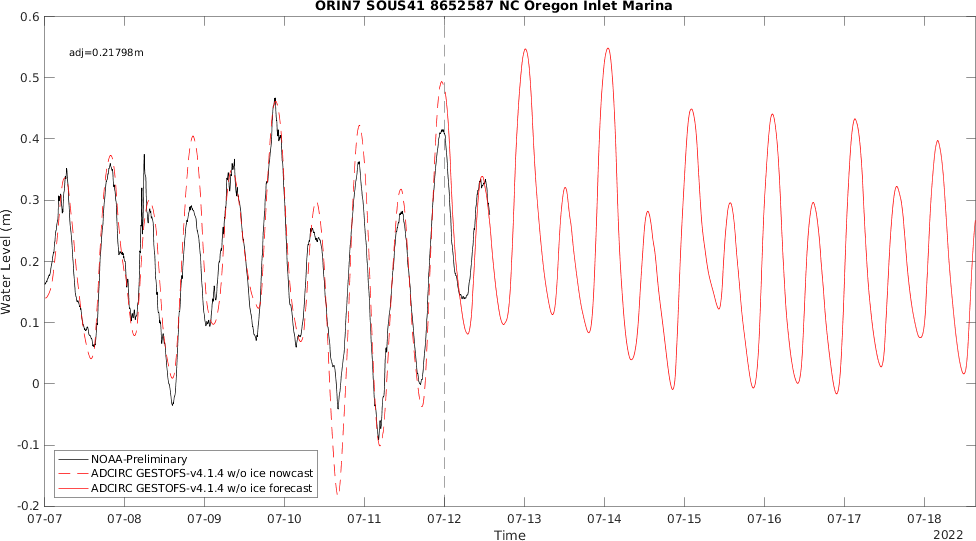 ORIN7 SOUS41 8652587 NC Oregon Inlet Marina
adj=0.21798m
0.6
0.5
0.4
0.3
0.2
0.1
0
-0.1
-0.2
Water Level (m)
NOAA-Preliminary
ADCIRC GESTOFS-v4.1.4 w/o ice nowcast
ADCIRC GESTOFS-v4.1.4 w/o ice forecast
07-07 07-08 07-09 07-10 07-11 07-12 07-13 07-14 07-15 07-16 07-17 07-18
Time
2022